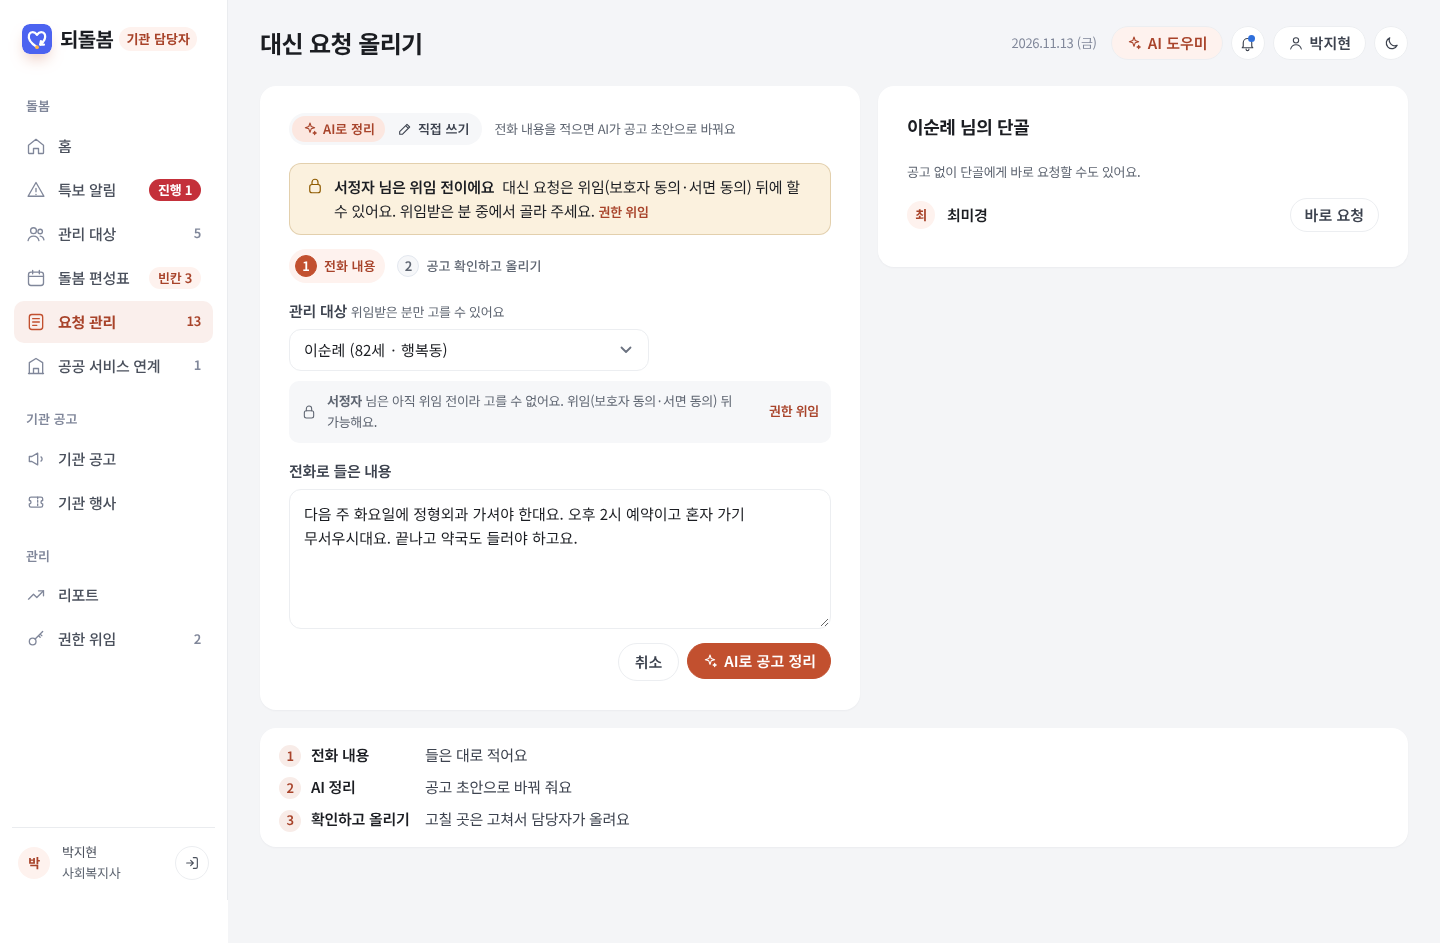 되돌봄 기관 담당자
돌봄
홈
특보 알림 진행 1
관리 대상 5
돌봄 편성표 빈칸 3
요청 관리 13
공공 서비스 연계 1
기관 공고
기관 공고
기관 행사
관리
리포트
권한 위임 2
박 박지현
사회복지사
대신 요청 올리기
2026.11.13 (금) AI 도우미 박지현
AI로 정리 직접 쓰기 전화 내용을 적으면 AI가 공고 초안으로 바꿔요
서정자 님은 위임 전이에요 대신 요청은 위임(보호자 동의·서면 동의) 뒤에 할
수 있어요. 위임받은 분 중에서 골라 주세요. 권한 위임
1 전화 내용 2 공고 확인하고 올리기
관리 대상 위임받은 분만 고를 수 있어요
이순례 (82세 · 행복동)
서정자 님은 아직 위임 전이라 고를 수 없어요. 위임(보호자 동의·서면 동의) 뒤
가능해요.
권한 위임
전화로 들은 내용
다음 주 화요일에 정형외과 가셔야 한대요. 오후 2시 예약이고 혼자 가기
무서우시대요. 끝나고 약국도 들러야 하고요.
취소 AI로 공고 정리
이순례 님의 단골
공고 없이 단골에게 바로 요청할 수도 있어요.
최 최미경 바로 요청
1 전화 내용 들은 대로 적어요
2 AI 정리 공고 초안으로 바꿔 줘요
3 확인하고 올리기 고칠 곳은 고쳐서 담당자가 올려요